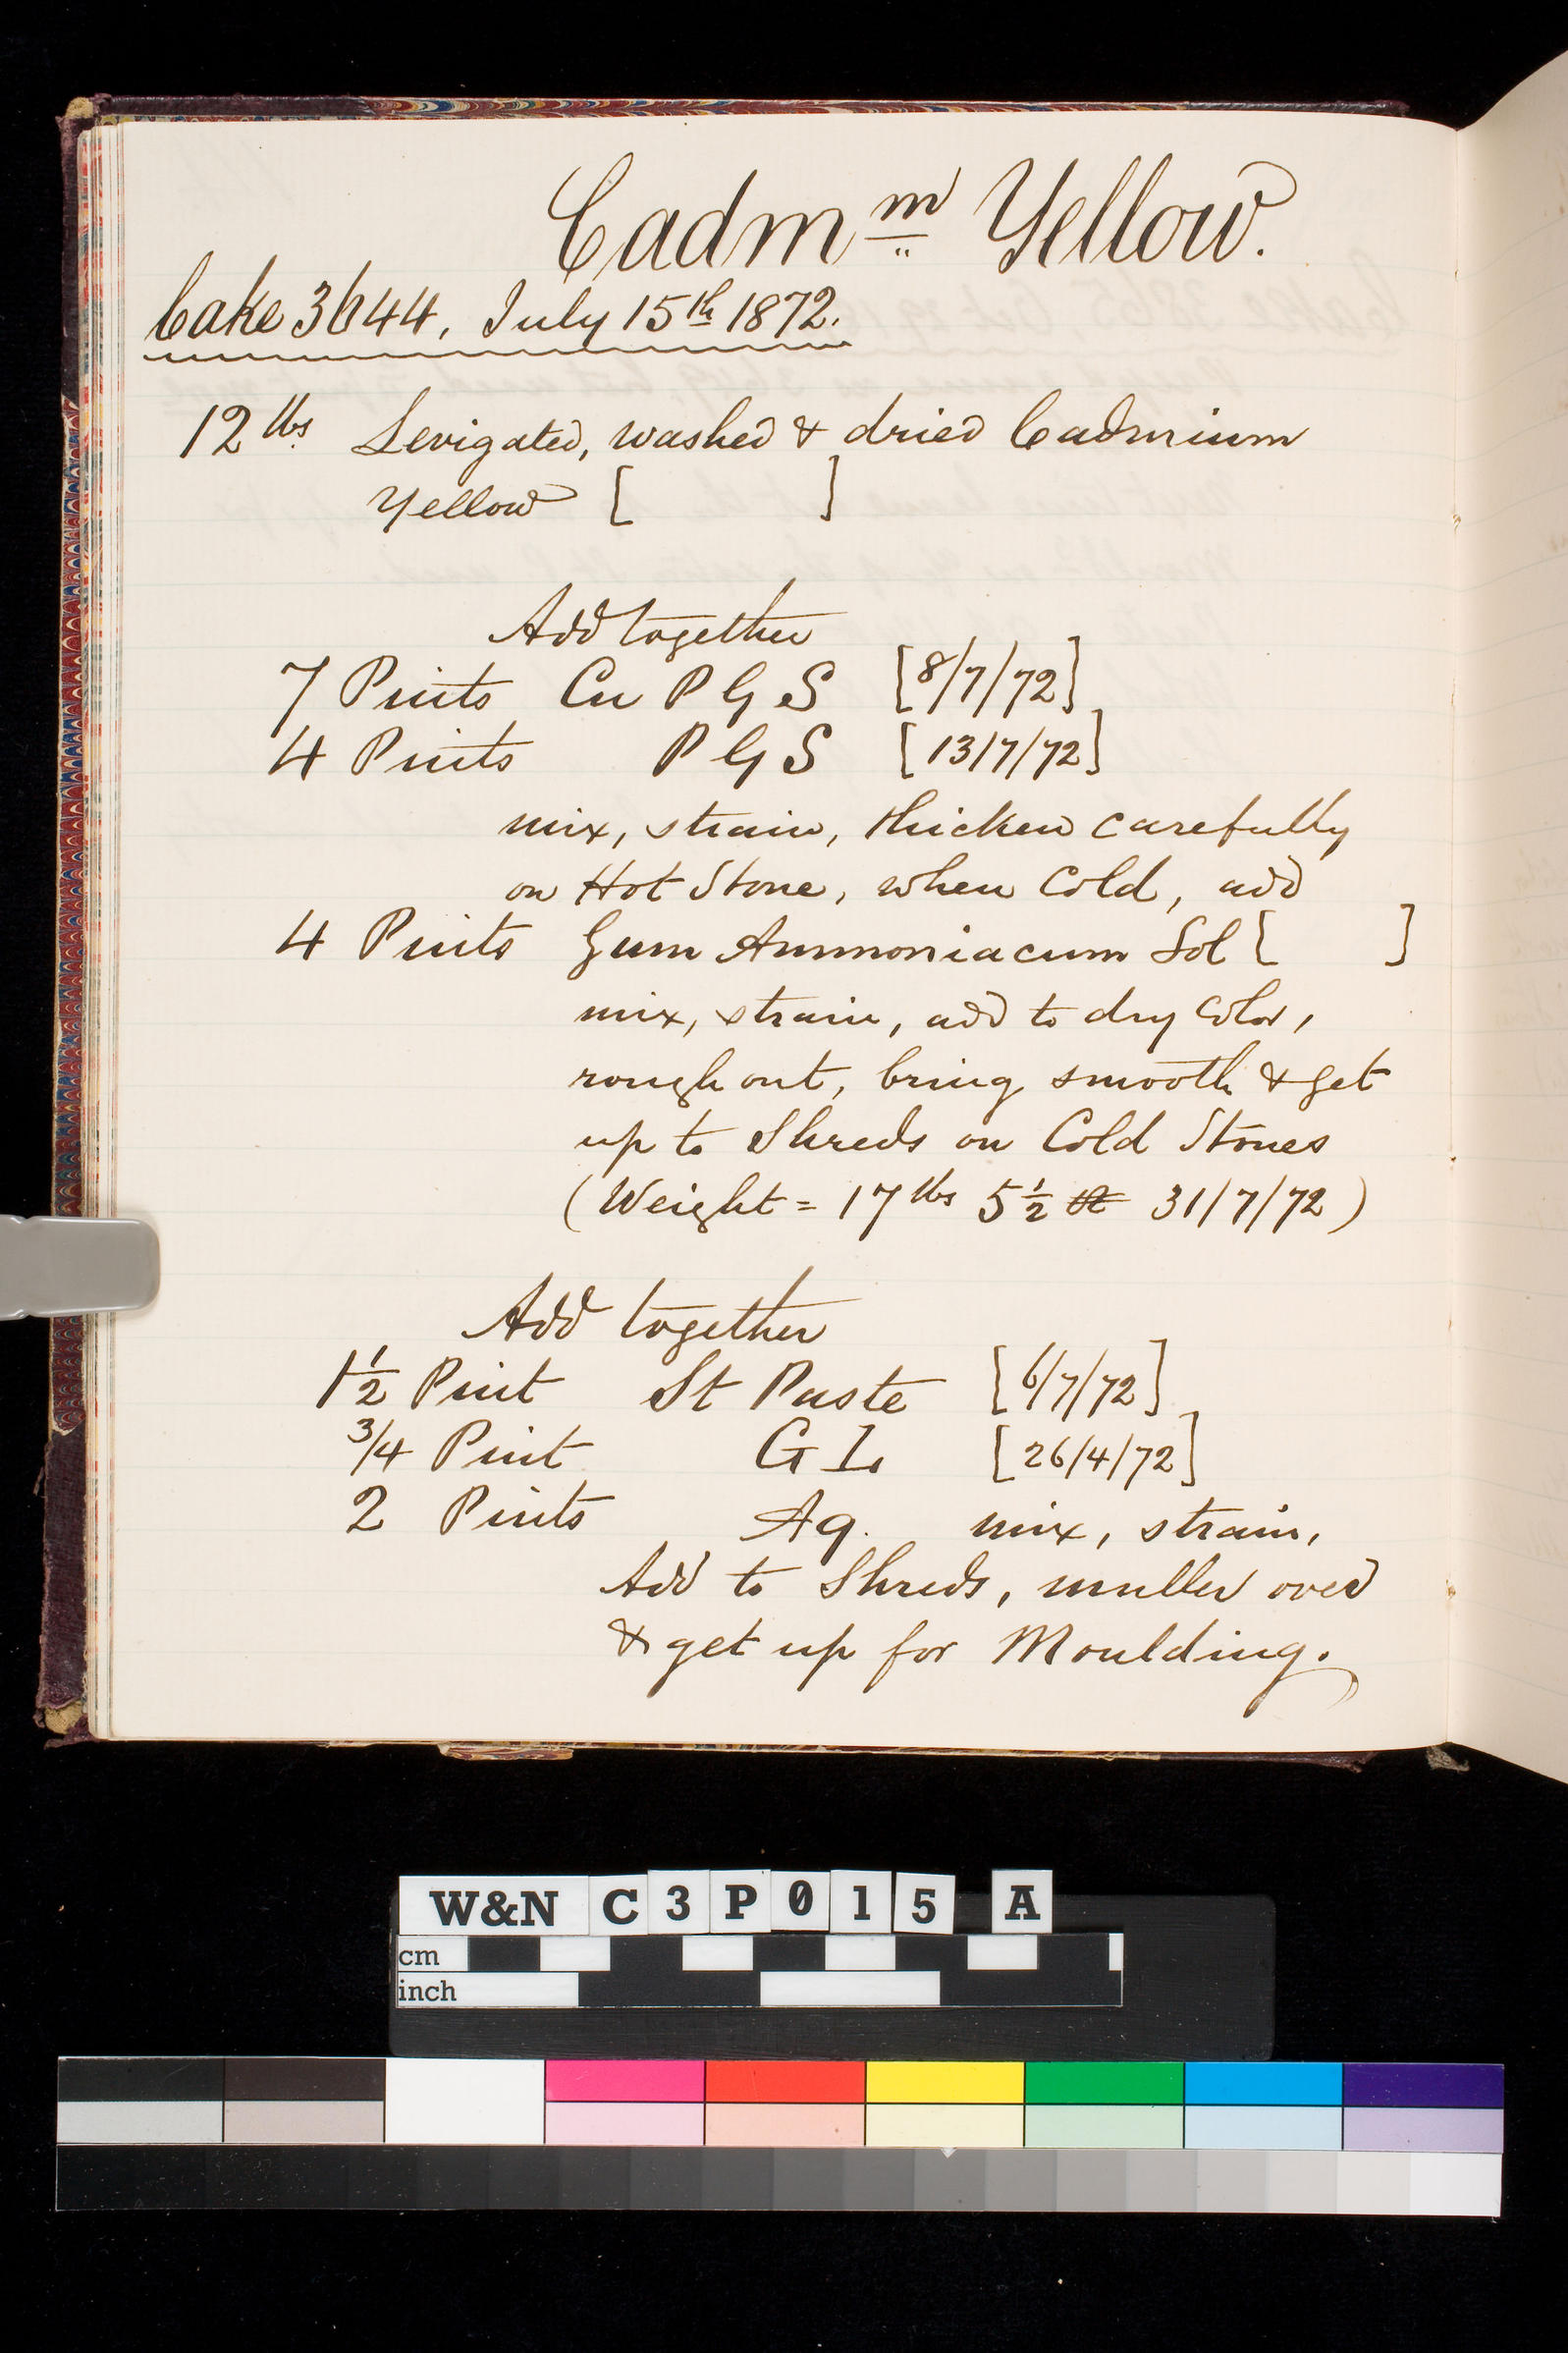 Cadmm Yellow.
Cake 3644, July 15th 1872.
12 lbs Levigated, washed & dried Cadmium
Yellow [ ]
Add together
7 Pints Cu P G S [8/7/72]
4 Pints P G S [13/7/72]
mix, strain, thicken carefully
on Hot Stone, when Cold, add
4 Pints Gum Ammoniacum Sol [ ]
mix, strain, add to dry Color,
rough out, bring smooth & get
up to Shreds on Cold Stones
(Weight = 17 lbs 5½ 31/7/72)
Add together
1½ Pint St Paste [6/7/72]
3/4 Pint G L [26/4/72]
2 Pints Aq. mix, strain,
Add to Shreds, muller over
& get up for Moulding.
W&N C3P015 A
cm
inch